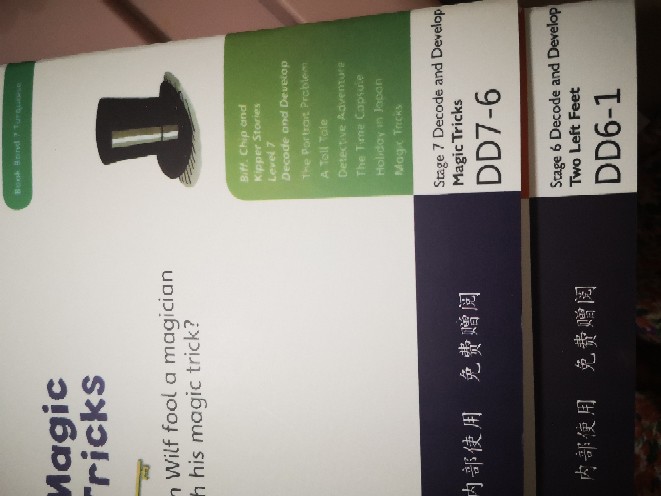 Book Band 7 Turquoise
Biff, Chip and
Kipper Stories
Level 7
Decode and Develop
The Portrait Problem
A Tall Tale
Detective Adventure
The Time Capsule
Holiday in Japan
Magic Tricks
Magic
Tricks
n Wilf fool a magician
h his magic trick?
Stage 7 Decode and Develop
Magic Tricks
DD7-6
内部使用 免费赠阅
Stage 6 Decode and Develop
Two Left Feet
DD6-1
内部使用 免费赠阅